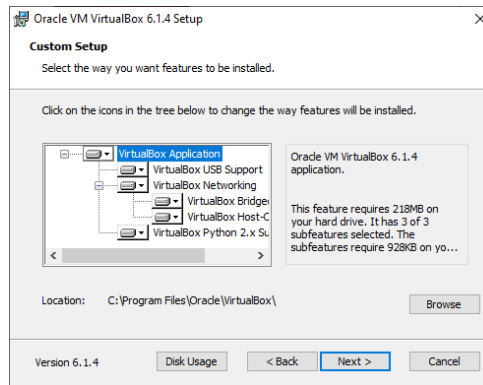 Oracle VM VirtualBox 6.1.4 Setup
Custom Setup
Select the way you want features to be installed.
Click on the icons in the tree below to change the way features will be installed.
VirtualBox Application
VirtualBox USB Support
VirtualBox Networking
VirtualBox Bridge
VirtualBox Host-C
VirtualBox Python 2.x Su
Oracle VM VirtualBox 6.1.4
application.
This feature requires 218MB on
your hard drive. It has 3 of 3
subfeatures selected. The
subfeatures require 928KB on yo...
Location: C:\Program Files\Oracle\VirtualBox\
Browse
Version 6.1.4 Disk Usage < Back Next > Cancel